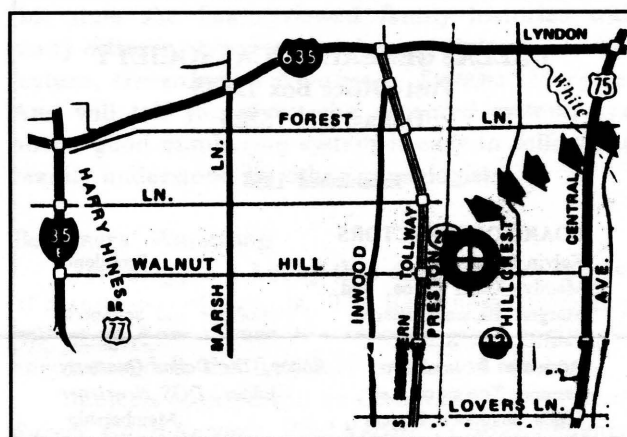 LYNDON
635
White
75
FOREST LN.
LN.
LN.
HARRY HINES
35
E
WALNUT HILL
77
MARSH
INWOOD
TOLLWAY
PRESTON
HILLCREST
CENTRAL
AVE.
LOVERS LN.